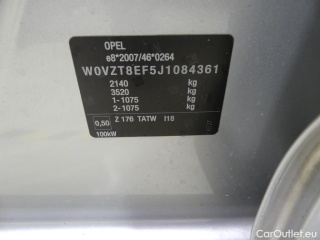 OPEL
e8*2007/46*0264
W0VZT8EF5J1084361
2140 kg
3520 kg
1-1075 kg
2-1075 kg
0,50 Z 176 TATW I18
100kW
CarOutlet.eu